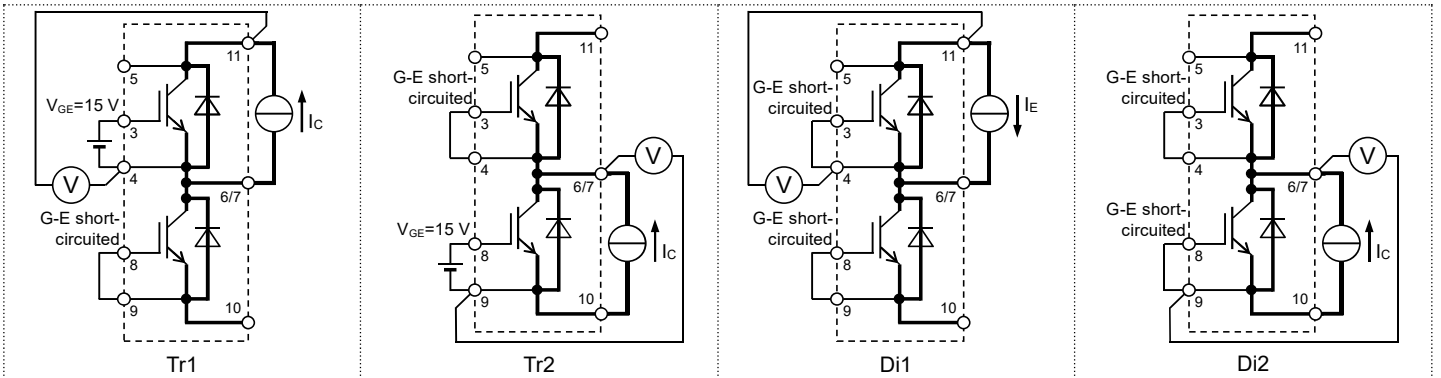 11
5
V_GE=15 V
3
I_C
4
V
6/7
G-E short-
circuited
8
9
10
Tr1
11
5
G-E short-
circuited
3
4
V
6/7
V_GE=15 V
8
I_C
9
10
Tr2
11
5
G-E short-
circuited
3
I_E
4
V
6/7
G-E short-
circuited
8
9
10
Di1
11
5
G-E short-
circuited
3
4
V
6/7
G-E short-
circuited
8
I_C
9
10
Di2